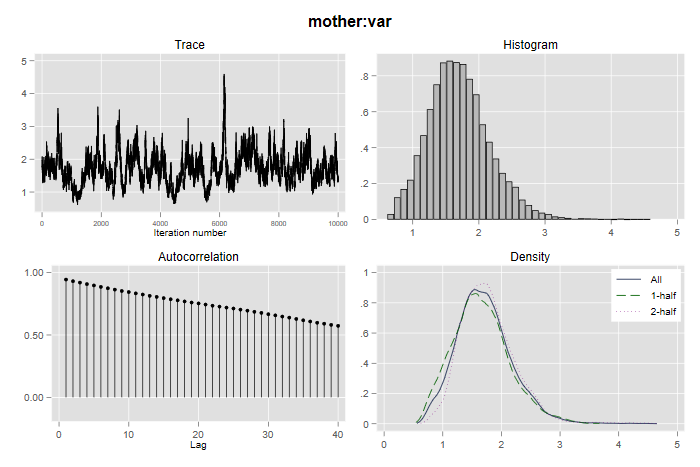 mother:var
Trace
5
4
3
2
1
0 2000 4000 6000 8000 10000
Iteration number
Histogram
.8
.6
.4
.2
0
1 2 3 4 5
Autocorrelation
1.00
0.50
0.00
0 10 20 30 40
Lag
Density
All
1-half
2-half
1
.8
.6
.4
.2
0
0 1 2 3 4 5